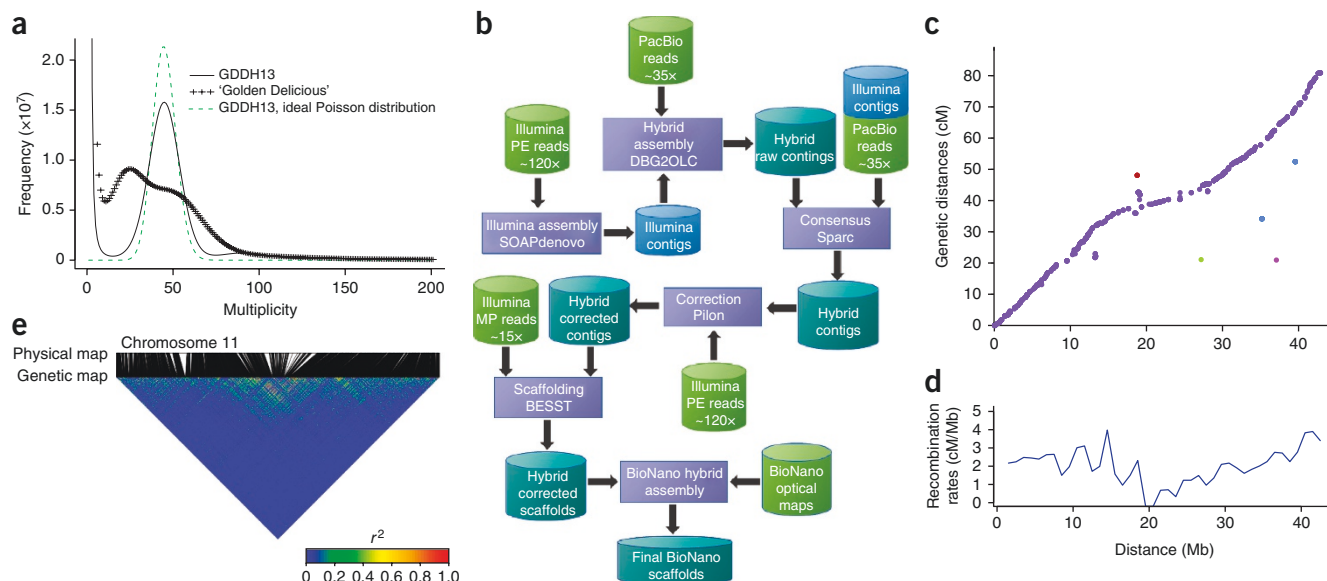 a
2.0
1.5
1.0
0.5
0
Frequency (×10⁷)
0
50
100
150
200
Multiplicity
GDDH13
'Golden Delicious'
GDDH13, ideal Poisson distribution
b
PacBio
reads
~35×
Illumina
PE reads
~120×
Hybrid
assembly
DBG2OLC
Hybrid
raw contings
Illumina
contigs
PacBio
reads
~35×
Illumina assembly
SOAPdenovo
Illumina
contigs
Consensus
Sparc
Illumina
MP reads
~15×
Hybrid
corrected
contigs
Correction
Pilon
Hybrid
contigs
Scaffolding
BESST
Illumina
PE reads
~120×
Hybrid
corrected
scaffolds
BioNano hybrid
assembly
BioNano
optical
maps
Final BioNano
scaffolds
c
80
70
60
50
40
30
20
10
0
Genetic distances (cM)
0
10
20
30
40
d
5
4
3
2
1
0
Recombination
rates (cM/Mb)
0
10
20
30
40
Distance (Mb)
e
Chromosome 11
Physical map
Genetic map
r²
0
0.2
0.4
0.6
0.8
1.0